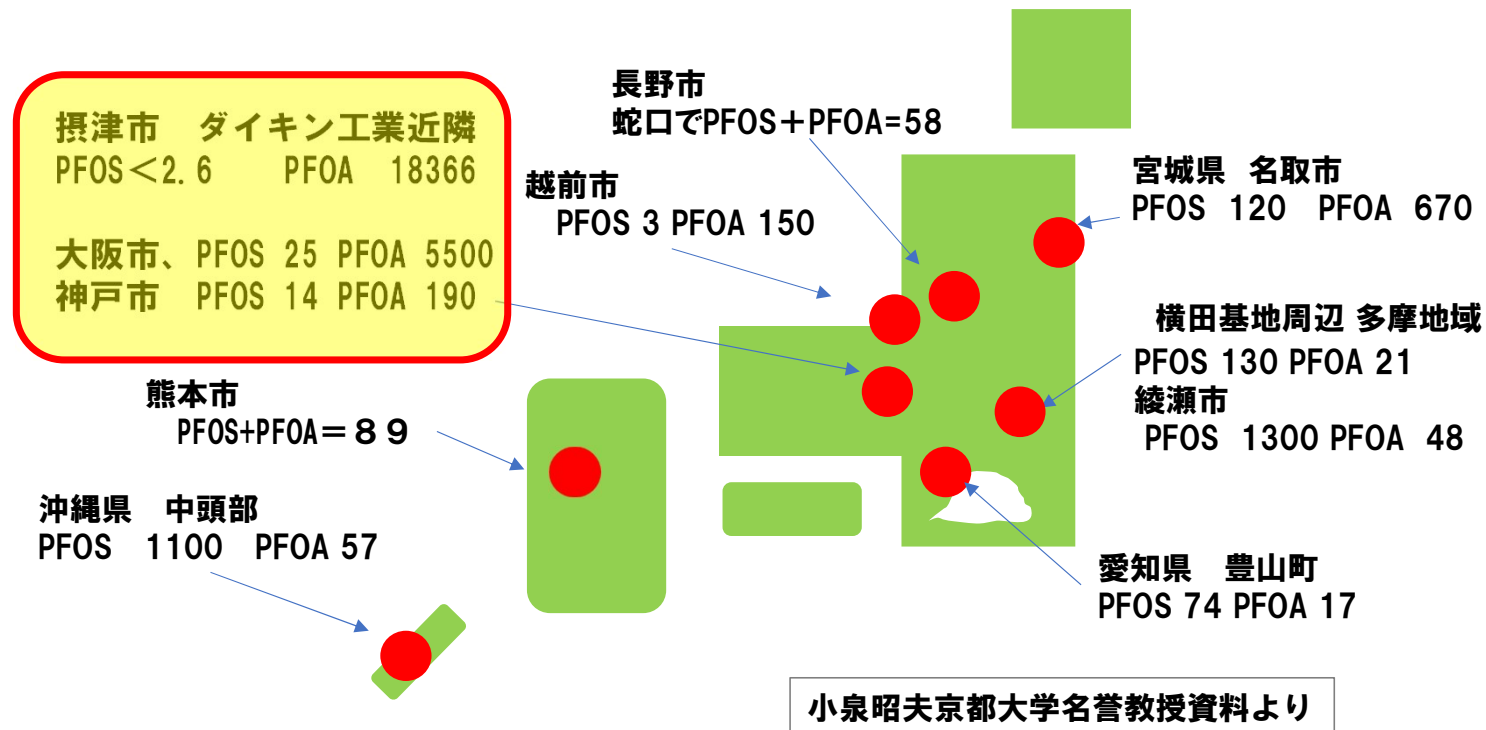 摂津市　ダイキン工業近隣
PFOS＜2.6　　PFOA　18366
大阪市、PFOS 25 PFOA 5500
神戸市　PFOS 14 PFOA 190
長野市
蛇口でPFOS＋PFOA=58
越前市
PFOS 3 PFOA 150
宮城県　名取市
PFOS　120　PFOA　670
横田基地周辺 多摩地域
PFOS 130 PFOA 21
綾瀬市
PFOS　1300 PFOA　48
熊本市
PFOS+PFOA＝８９
沖縄県　中頭部
PFOS　1100　PFOA 57
愛知県　豊山町
PFOS 74 PFOA 17
小泉昭夫京都大学名誉教授資料より